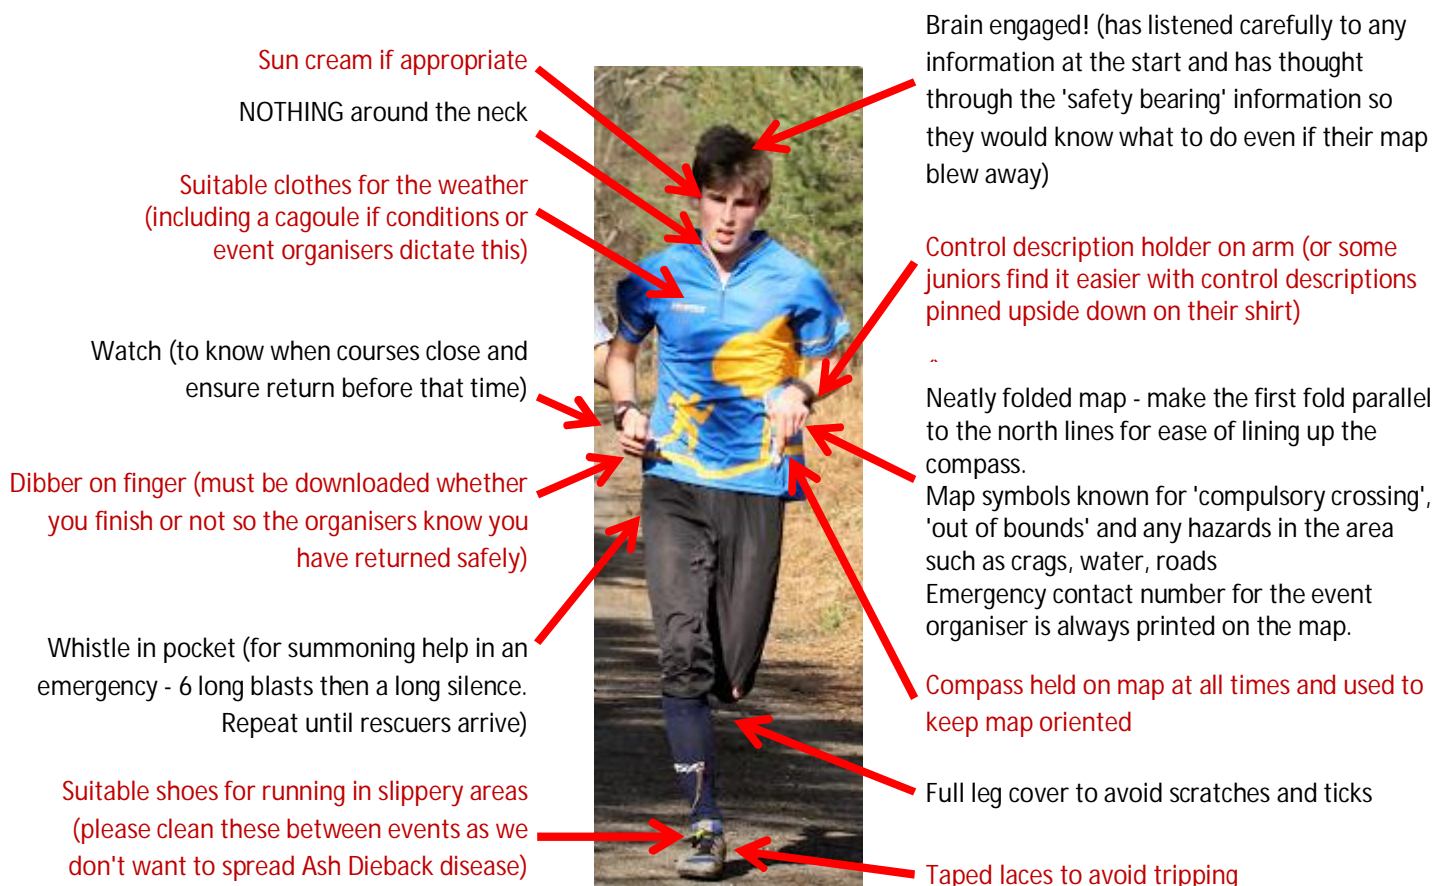 Sun cream if appropriate
NOTHING around the neck
Suitable clothes for the weather
(including a cagoule if conditions or
event organisers dictate this)
Watch (to know when courses close and
ensure return before that time)
Dibber on finger (must be downloaded whether
you finish or not so the organisers know you
have returned safely)
Whistle in pocket (for summoning help in an
emergency - 6 long blasts then a long silence.
Repeat until rescuers arrive)
Suitable shoes for running in slippery areas
(please clean these between events as we
don't want to spread Ash Dieback disease)
Brain engaged! (has listened carefully to any
information at the start and has thought
through the 'safety bearing' information so
they would know what to do even if their map
blew away)
Control description holder on arm (or some
juniors find it easier with control descriptions
pinned upside down on their shirt)
Neatly folded map - make the first fold parallel
to the north lines for ease of lining up the
compass.
Map symbols known for 'compulsory crossing',
'out of bounds' and any hazards in the area
such as crags, water, roads
Emergency contact number for the event
organiser is always printed on the map.
Compass held on map at all times and used to
keep map oriented
Full leg cover to avoid scratches and ticks
Taped laces to avoid tripping